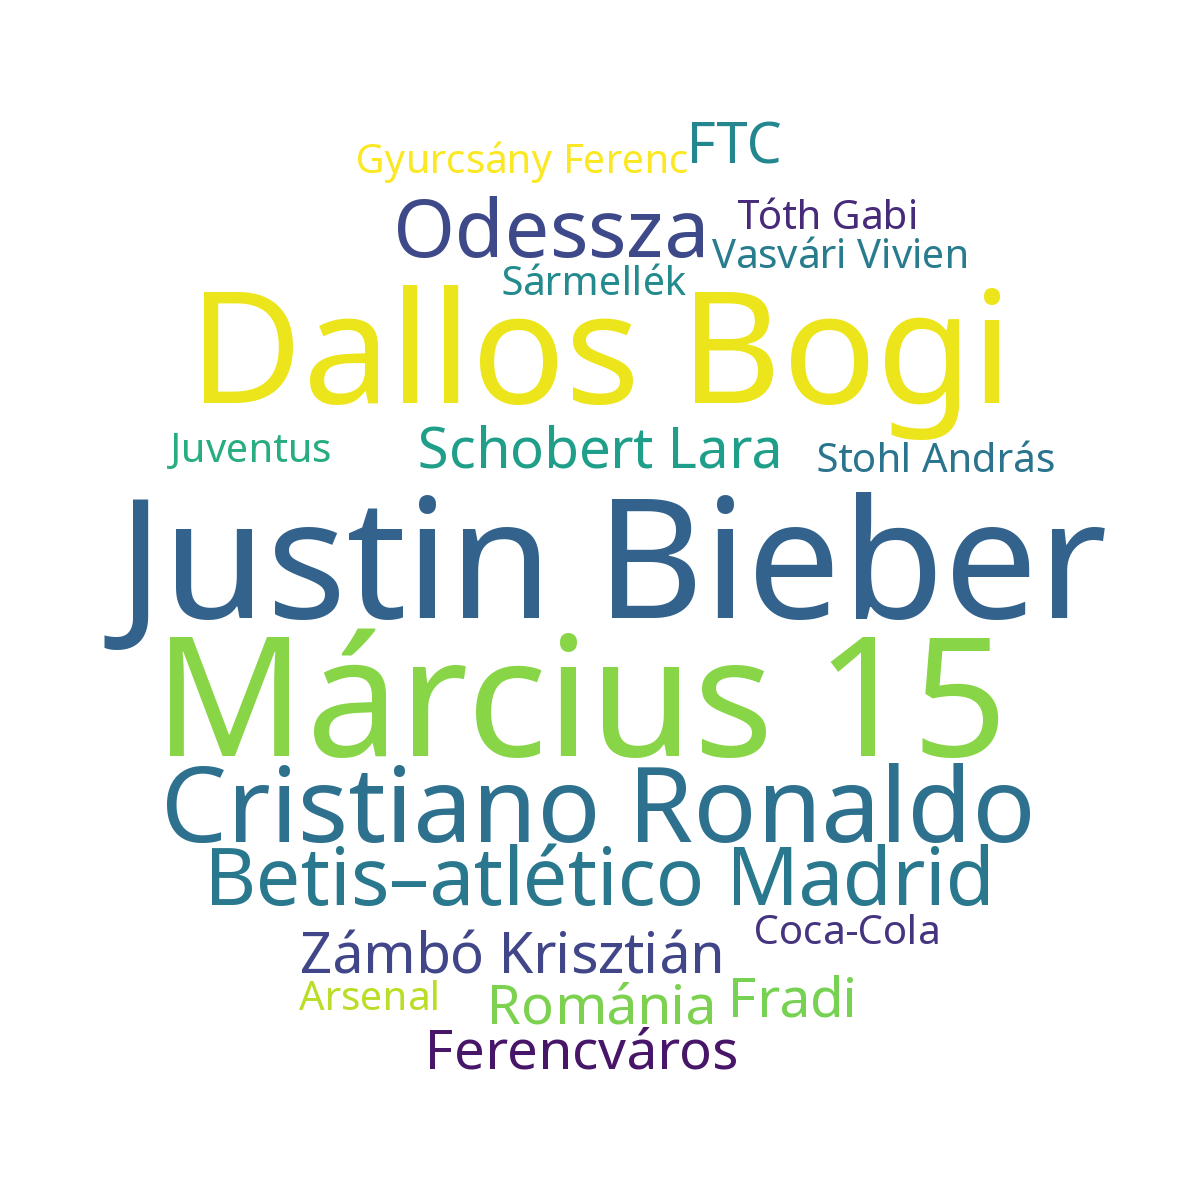 FTC
Gyurcsány Ferenc
Tóth Gabi
Odessza
Vasvári Vivien
Sármellék
Dallos Bogi
Juventus
Schobert Lara
Stohl András
Justin Bieber
Március 15
Cristiano Ronaldo
Betis–atlético Madrid
Coca-Cola
Zámbó Krisztián
Arsenal
Románia
Fradi
Ferencváros